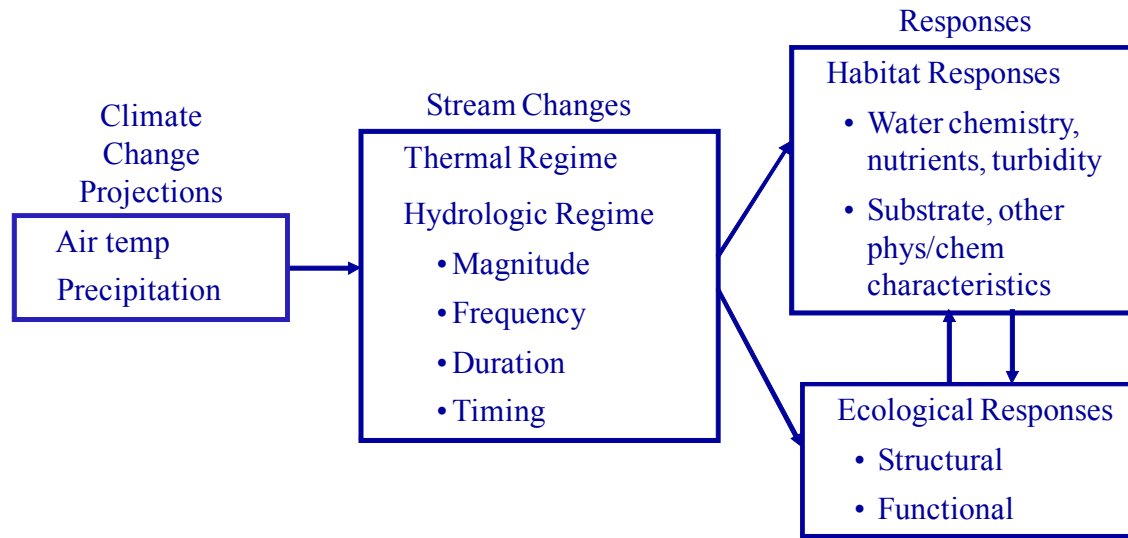 Climate
Change
Projections
Air temp
Precipitation
Stream Changes
Thermal Regime
Hydrologic Regime
• Magnitude
• Frequency
• Duration
• Timing
Responses
Habitat Responses
• Water chemistry,
nutrients, turbidity
• Substrate, other
phys/chem
characteristics
Ecological Responses
• Structural
• Functional